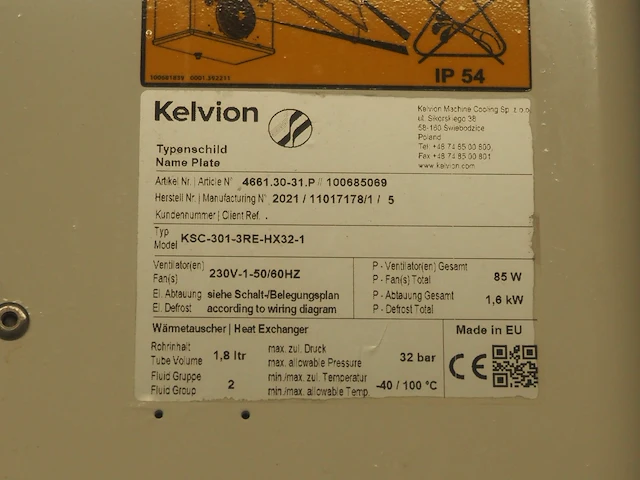 100081839 0001.392211
IP 54
Kelvion
Kelvion Machine Cooling Sp. z o.o.
ul. Sikorskiego 38
58-160 Świebodzice
Poland
Tel. +48 74 85 00 800,
Fax +48 74 85 00 801
www.kelvion.com
Typenschild
Name Plate
Artikel Nr. | Article N° 4661.30-31.P // 100685069
Herstell Nr. | Manufacturing N° 2021 / 11017178/1 / 5
Kundennummer | Client Ref. .
Typ
Model KSC-301-3RE-HX32-1
Ventilator(en)
Fan(s) 230V-1-50/60HZ
El. Abtauung siehe Schalt-/Belegungsplan
El. Defrost according to wiring diagram
P - Ventilator(en) Gesamt
P - Fan(s) Total 85 W
P - Abtauung Gesamt
P - Defrost Total 1,6 kW
Wärmetauscher | Heat Exchanger
Rohrinhalt
Tube Volume 1,8 ltr
max. zul. Druck
max. allowable Pressure 32 bar
Fluid Gruppe
Fluid Group 2
min./max. zul. Temperatur
min./max. allowable Temp. -40 / 100 °C
Made in EU
CE